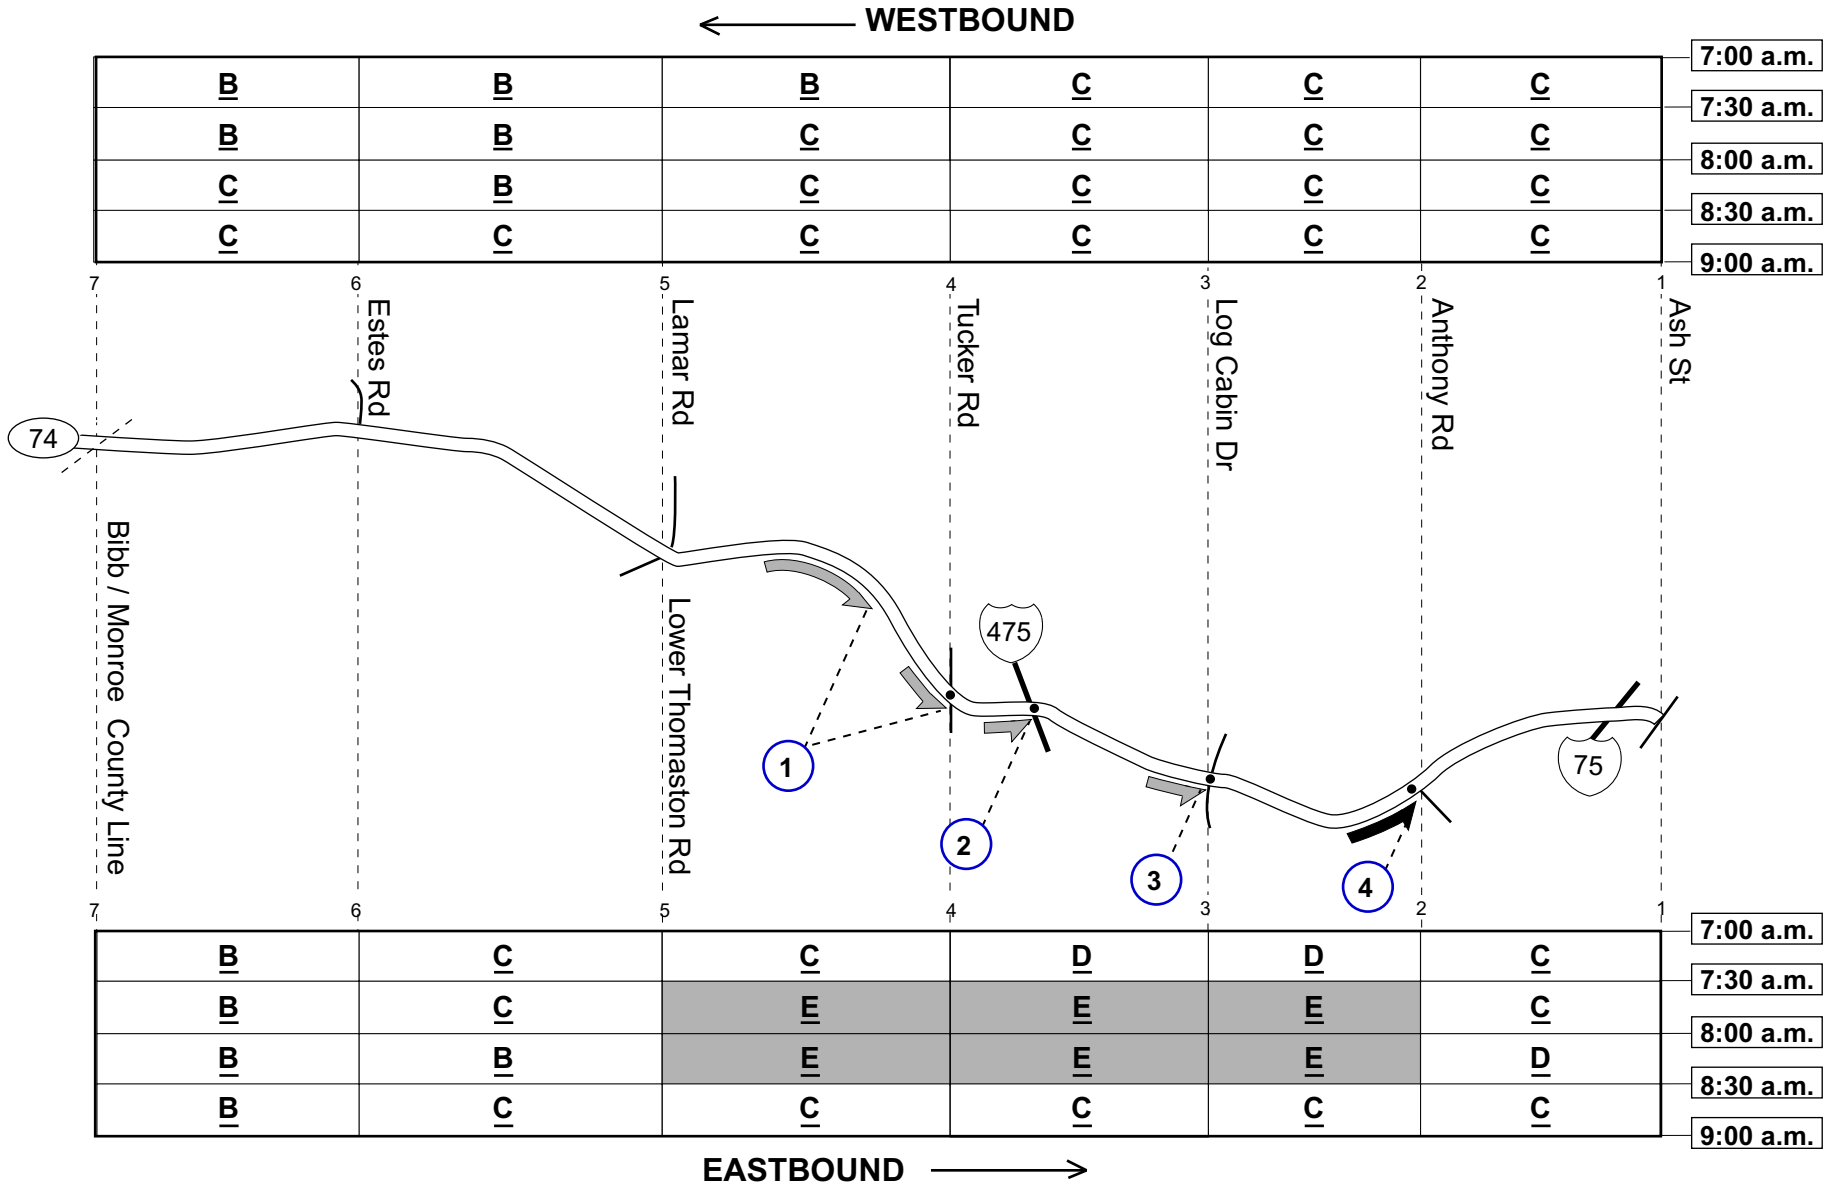 WESTBOUND
7:00 a.m.
B B B C C C
7:30 a.m.
B B C C C C
8:00 a.m.
C B C C C C
8:30 a.m.
C C C C C C
9:00 a.m.
7 6 5 4 3 2 1
Estes Rd
Lamar Rd
Tucker Rd
Log Cabin Dr
Anthony Rd
Ash St
74
Bibb / Monroe County Line
Lower Thomaston Rd
475
75
1
2
3
4
7 6 5 4 3 2 1
7:00 a.m.
B C C D D C
7:30 a.m.
B C E E E C
8:00 a.m.
B B E E E D
8:30 a.m.
B C C C C C
9:00 a.m.
EASTBOUND